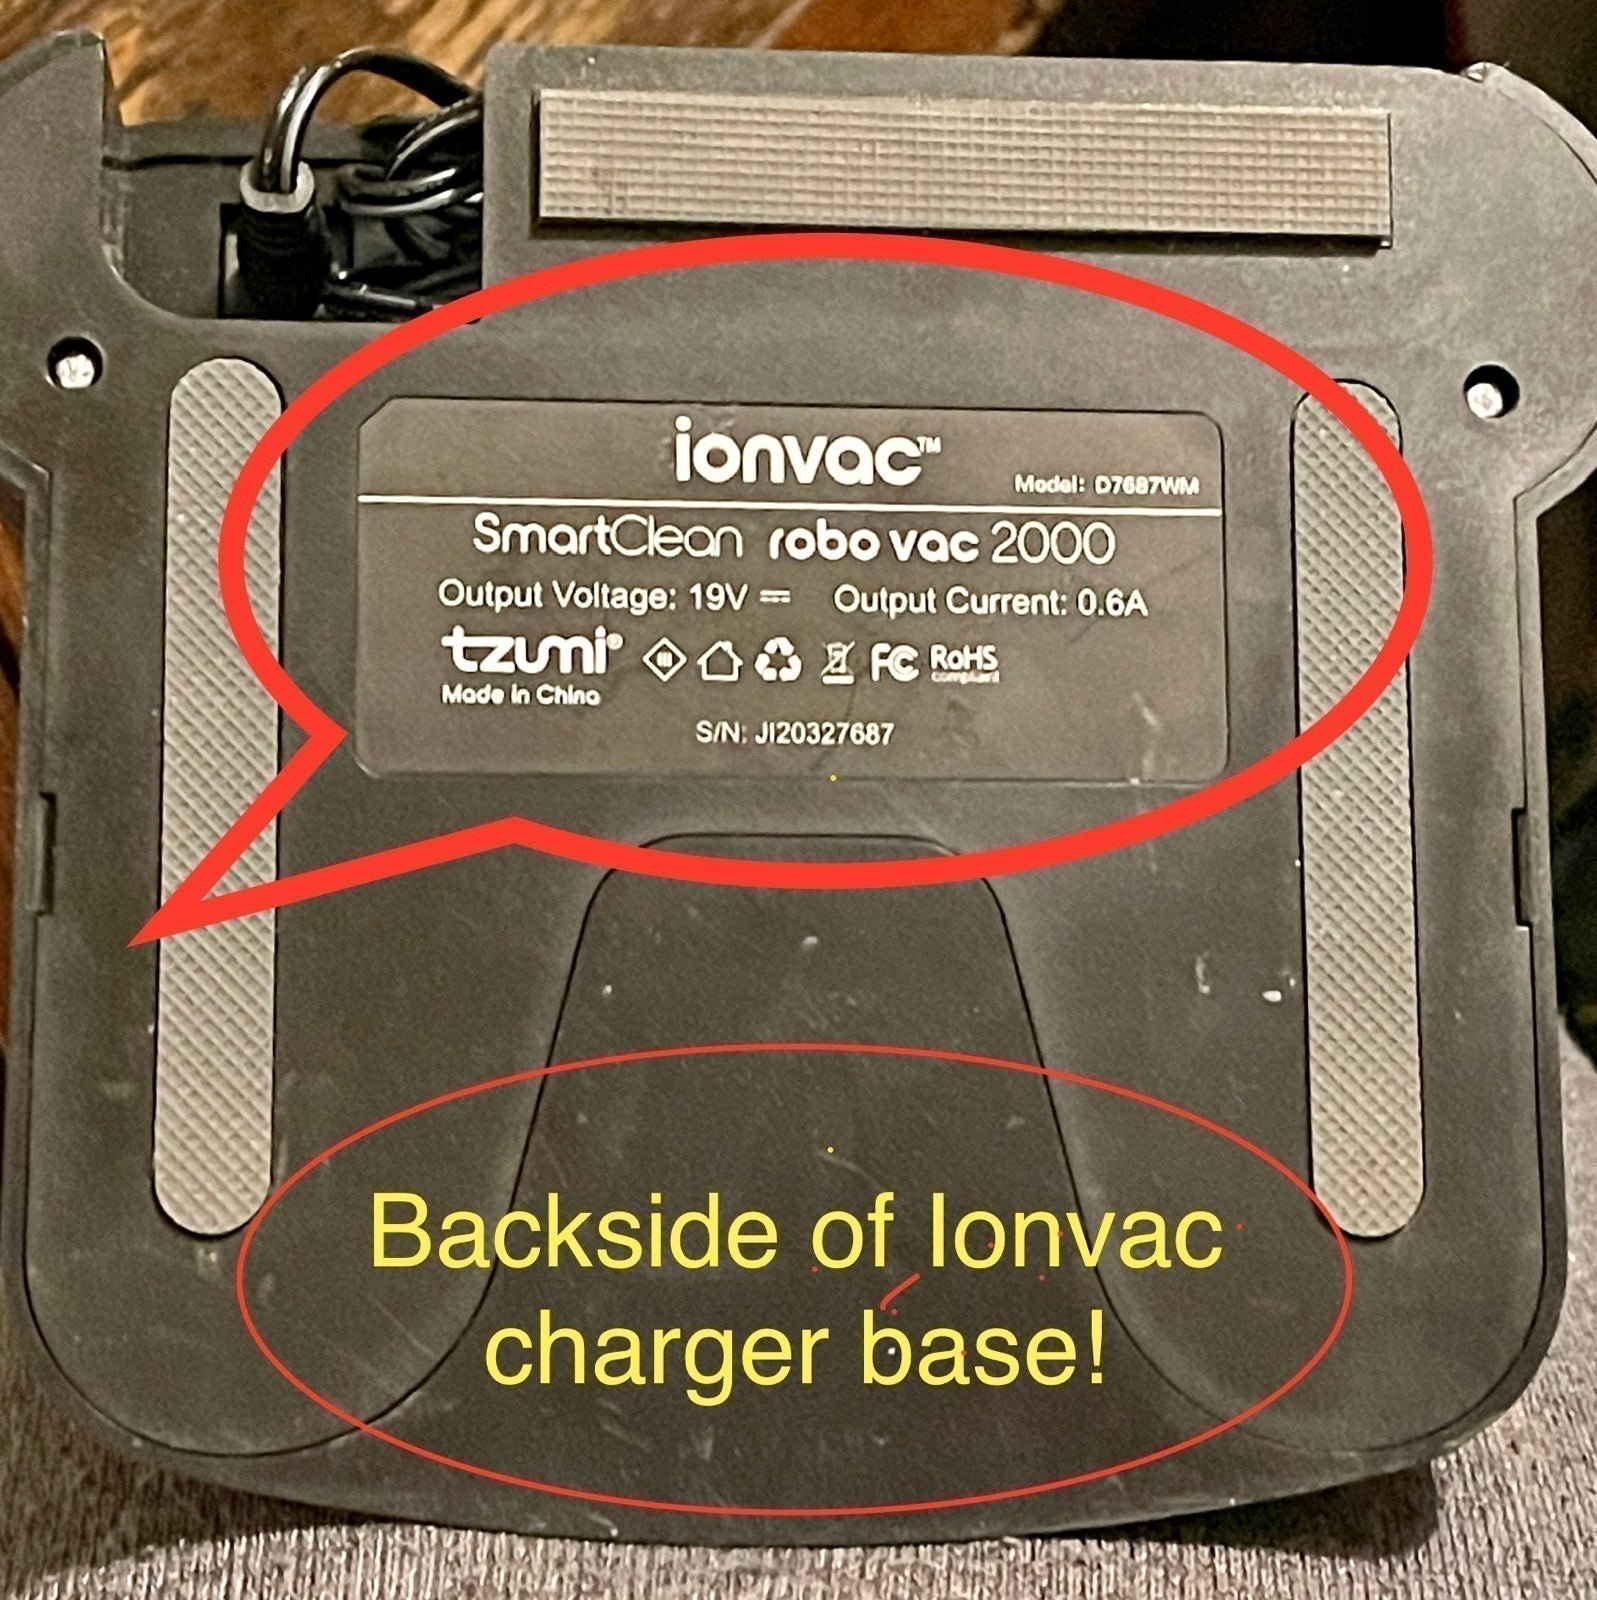 ionvac™
Model: D7687WM
SmartClean robo vac 2000
Output Voltage: 19V ⎓ Output Current: 0.6A
tzumi® FC RoHS
compliant
Made in China
S/N: JI20327687
Backside of Ionvac
charger base!